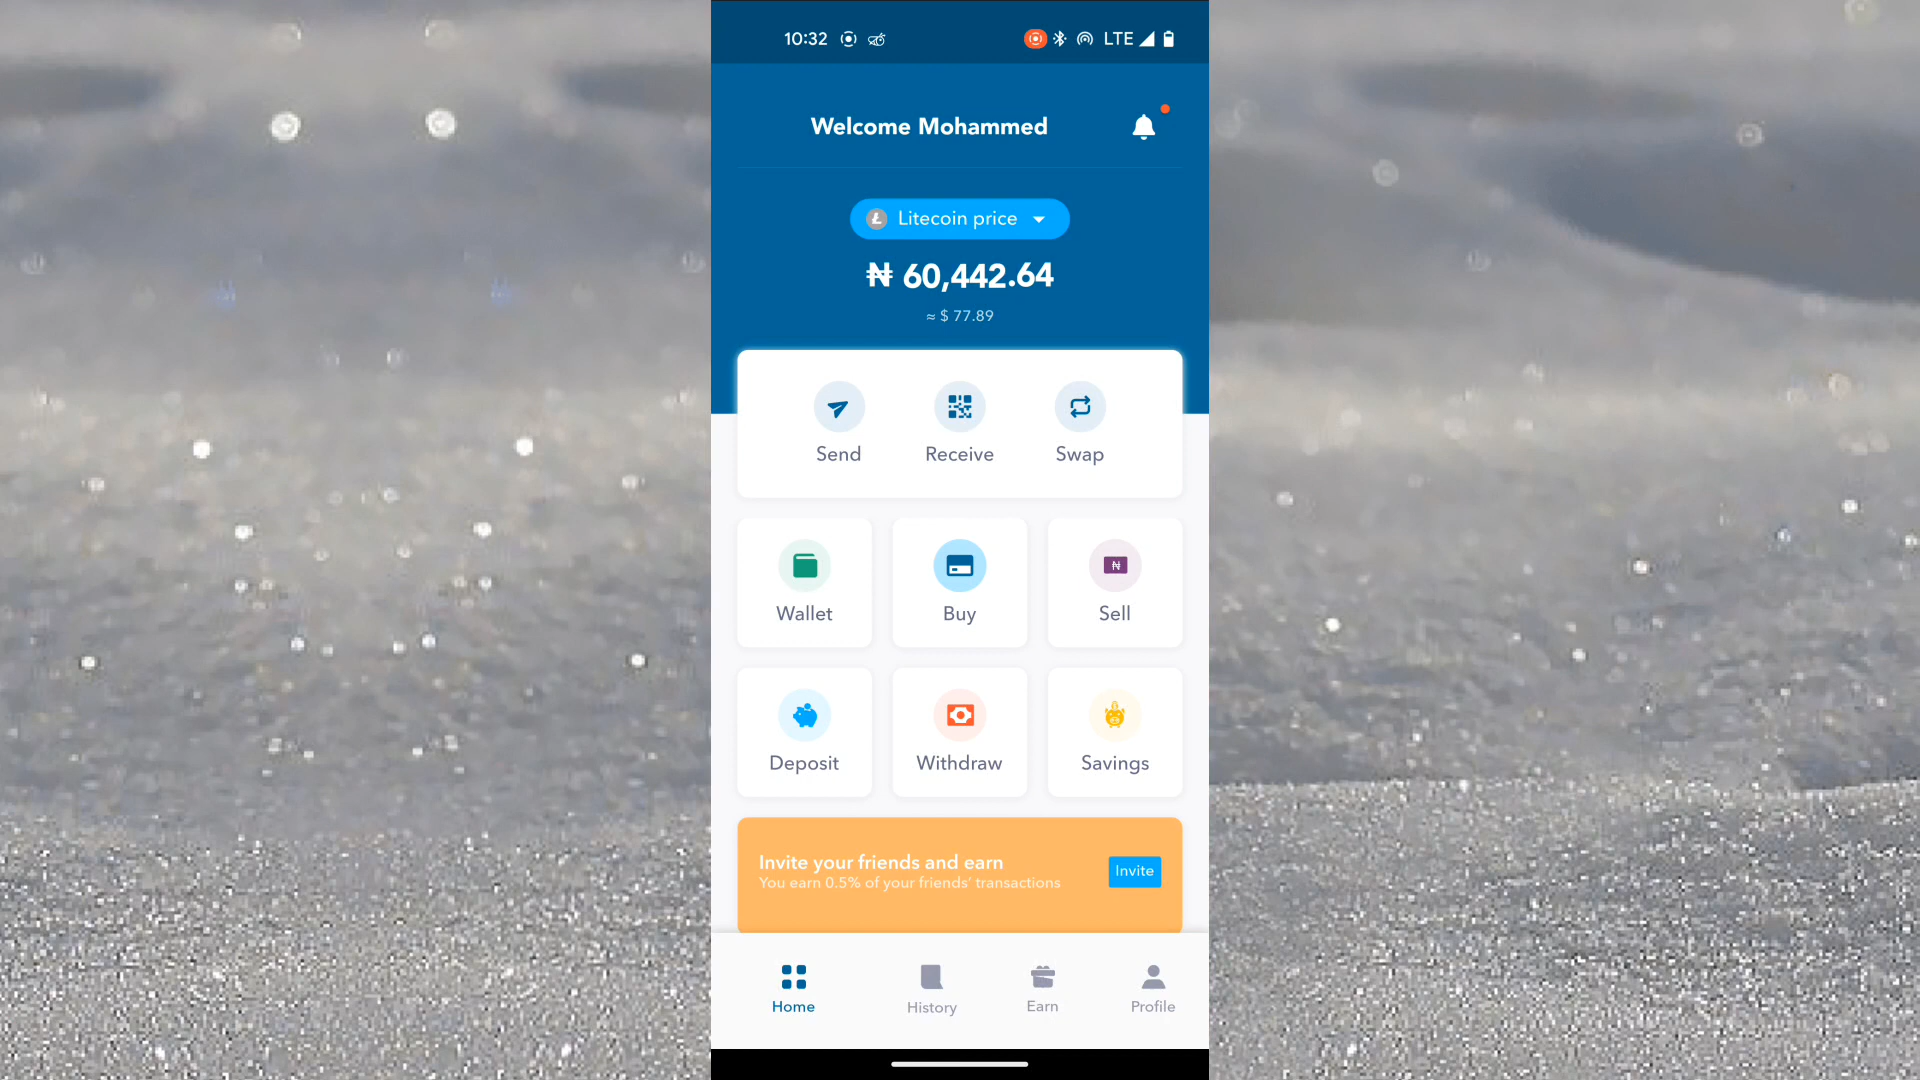 10:32 LTE
Welcome Mohammed
Litecoin price
₦ 60,442.64
≈ $ 77.89
Send Receive Swap
Wallet Buy Sell
Deposit Withdraw Savings
Invite your friends and earn
You earn 0.5% of your friends' transactions
Invite
Home History Earn Profile